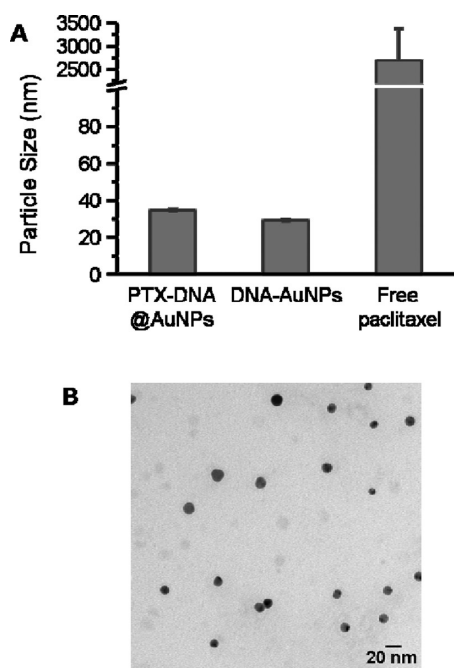 A
Particle Size (nm)
3500
2500
80
60
40
20
0
PTX-DNA
@AuNPs
DNA-AuNPs
Free
paclitaxel
B
20 nm